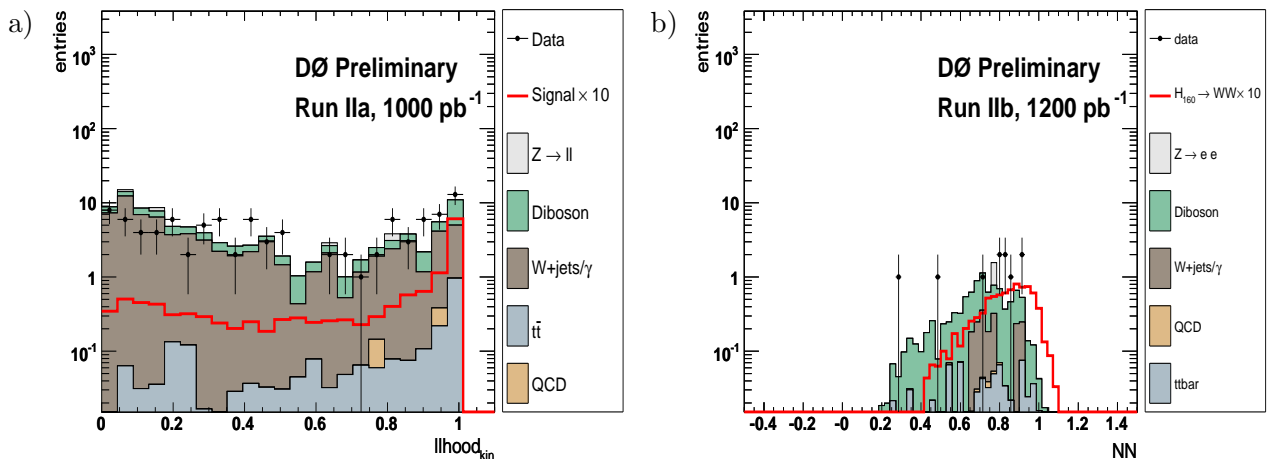 a)
entries
10³
10²
10
1
10⁻¹
0 0.2 0.4 0.6 0.8 1
llhood_kin
DØ Preliminary
Run IIa, 1000 pb⁻¹
Data
Signal × 10
Z → ll
Diboson
W+jets/γ
tt̄
QCD
b)
entries
10³
10²
10
1
10⁻¹
-0.4 -0.2 -0 0.2 0.4 0.6 0.8 1 1.2 1.4
NN
DØ Preliminary
Run IIb, 1200 pb⁻¹
data
H₁₆₀ → WW × 10
Z → e e
Diboson
W+jets/γ
QCD
ttbar